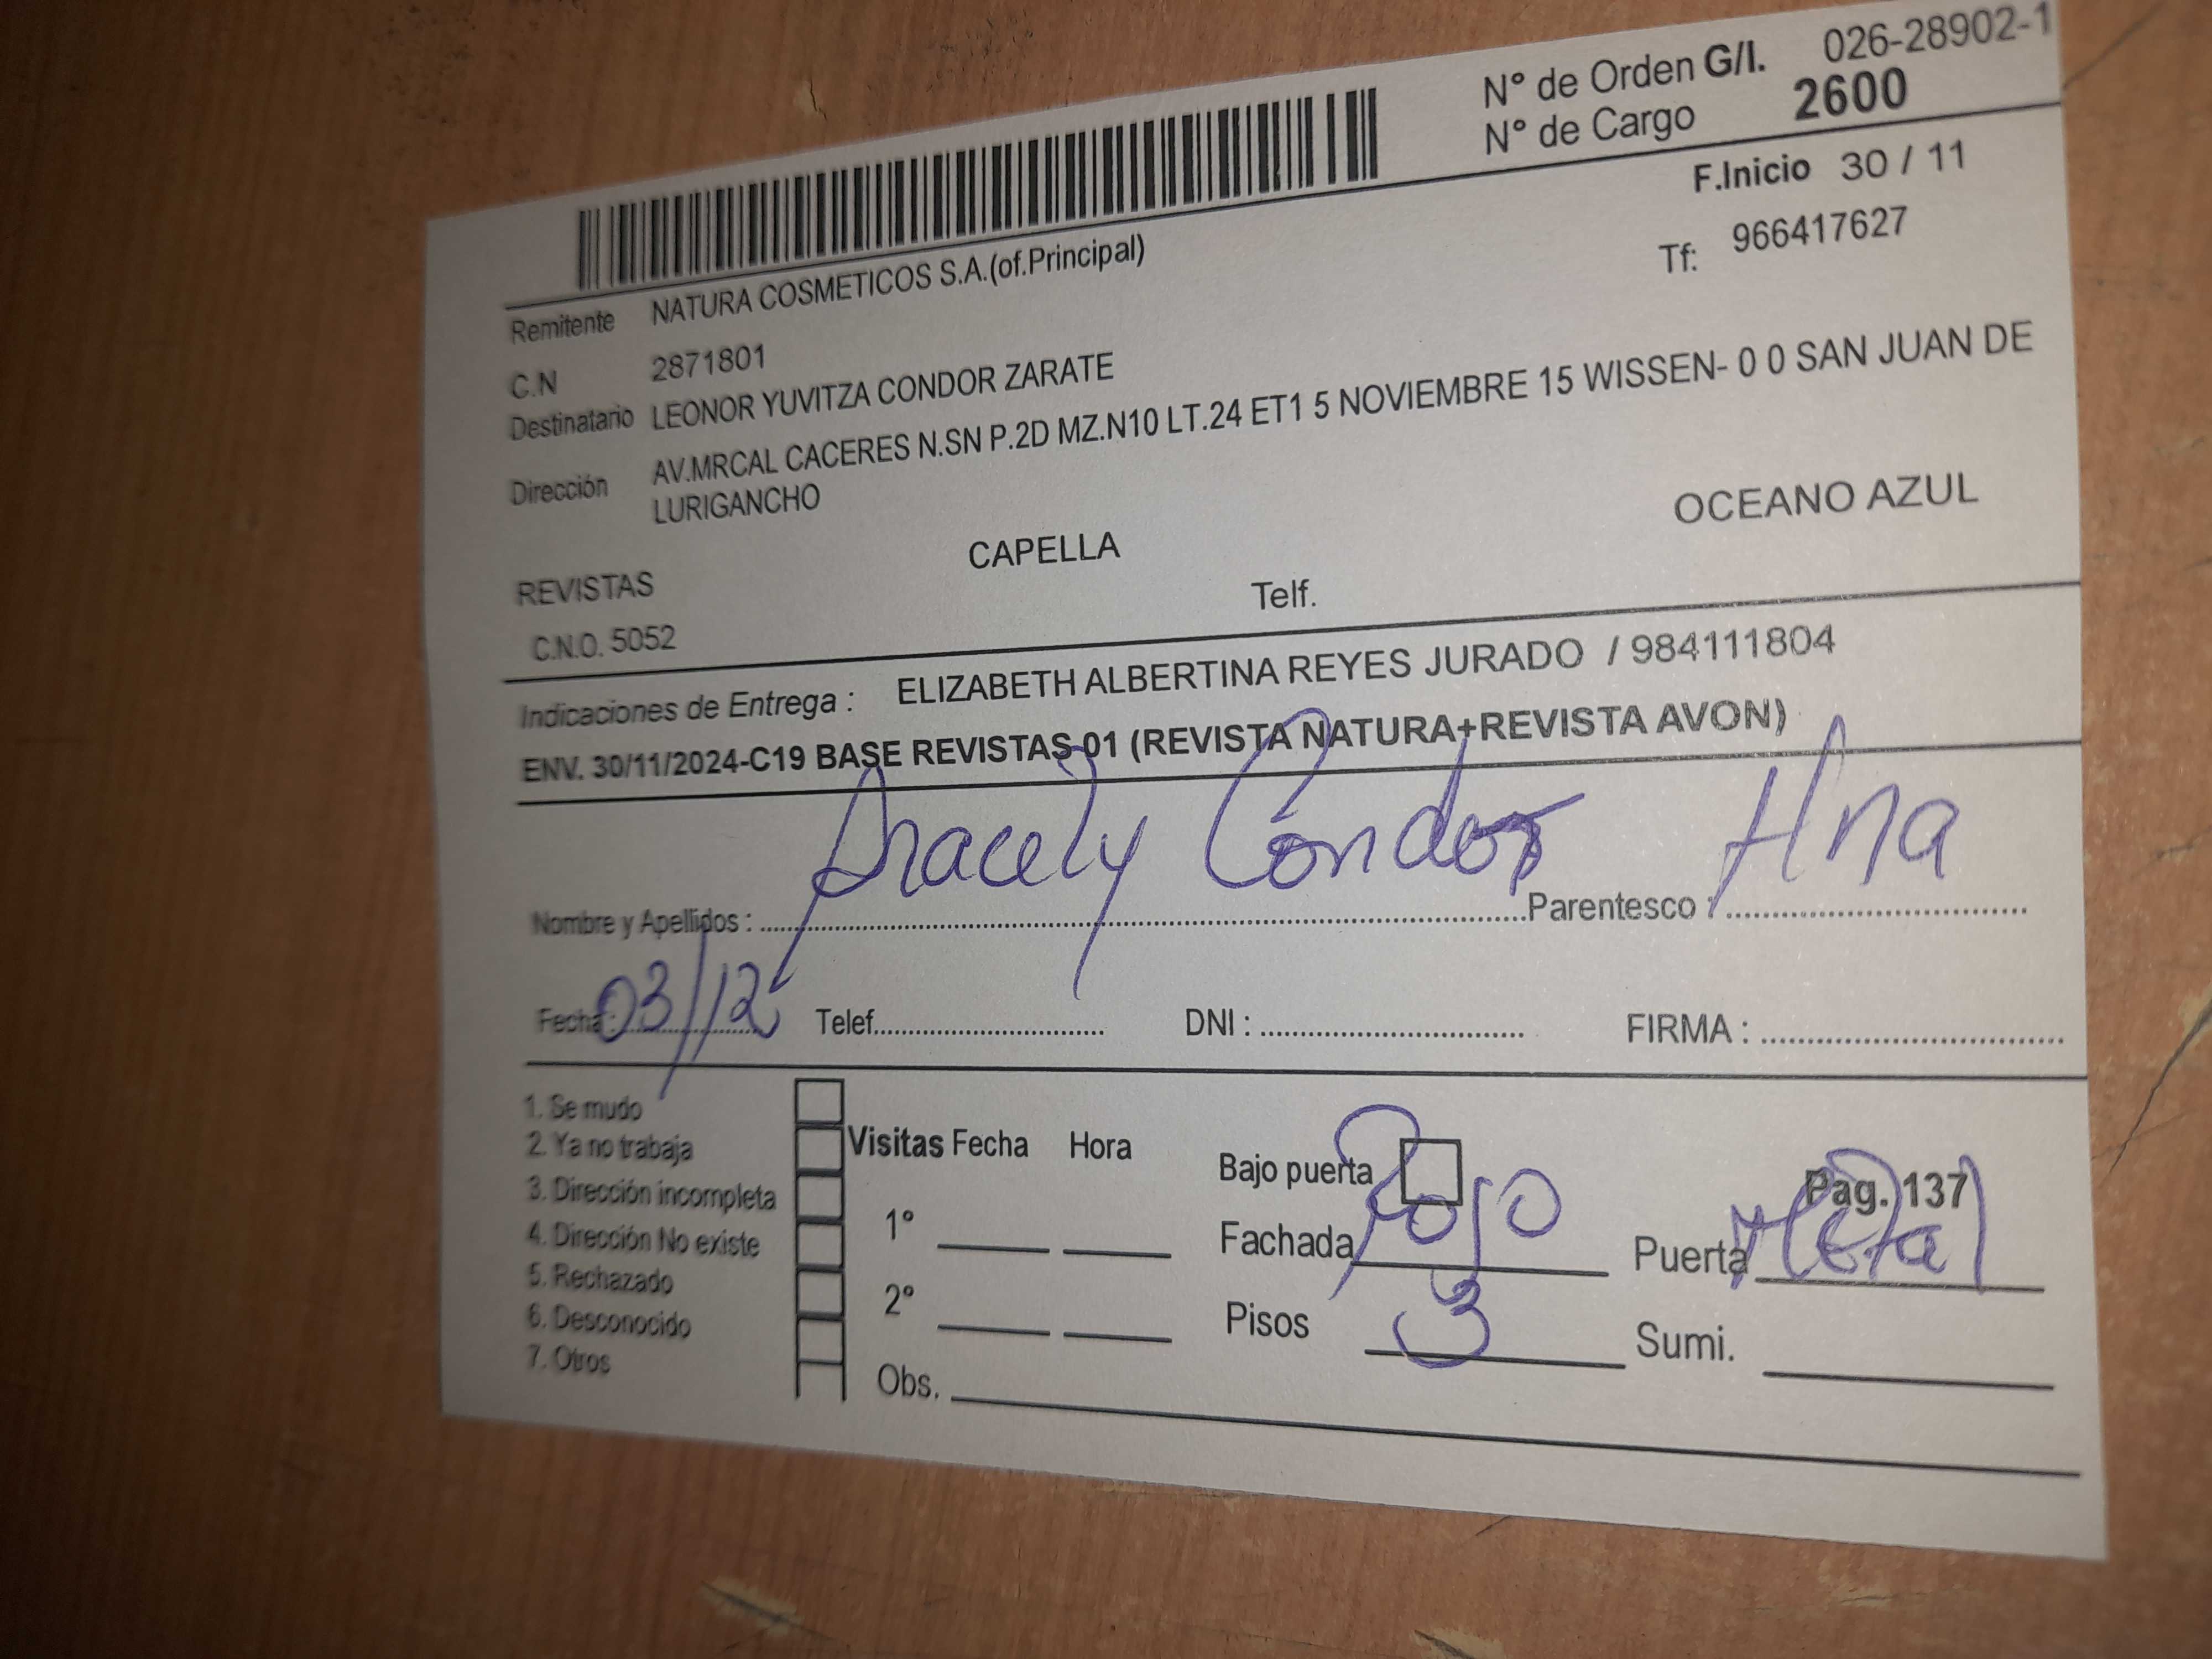 N° de Orden G/I. 026-28902-1
N° de Cargo 2600
F.Inicio 30 / 11
Remitente NATURA COSMETICOS S.A.(of.Principal)
Tf: 966417627
C.N 2871801
Destinatario LEONOR YUVITZA CONDOR ZARATE
Dirección AV.MRCAL CACERES N.SN P.2D MZ.N10 LT.24 ET1 5 NOVIEMBRE 15 WISSEN- 0 0 SAN JUAN DE
LURIGANCHO
REVISTAS CAPELLA OCEANO AZUL
C.N.O. 5052 Telf.
Indicaciones de Entrega : ELIZABETH ALBERTINA REYES JURADO / 984111804
ENV. 30/11/2024-C19 BASE REVISTAS-01 (REVISTA NATURA+REVISTA AVON)
Nombre y Apellidos : Aracely Condor Parentesco : Hna
Fecha : 03/12 Telef. DNI : FIRMA :
1. Se mudo
2. Ya no trabaja
3. Dirección incompleta
4. Dirección No existe
5. Rechazado
6. Desconocido
7. Otros
Visitas Fecha Hora
1°
2°
Obs.
Bajo puerta Pag. 137
Fachada Rojo Puerta Metal
Pisos 3 Sumi.